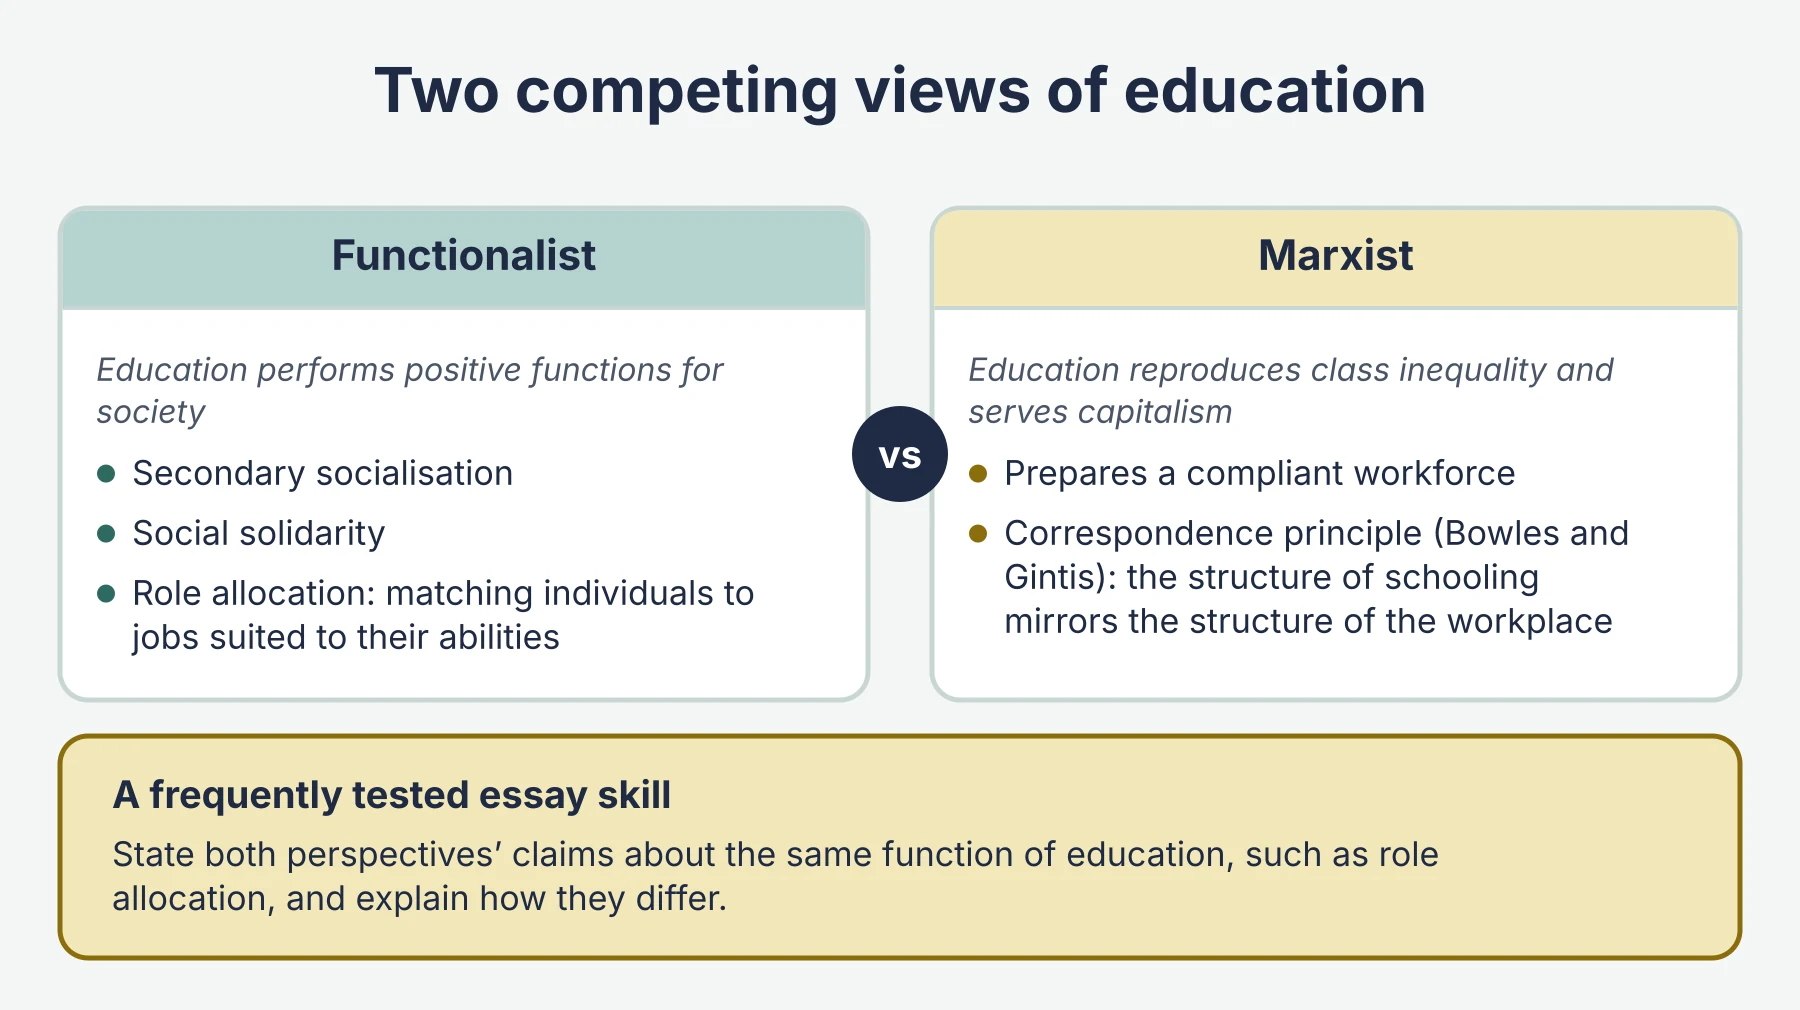 Two competing views of education
Functionalist
Education performs positive functions for
society
Secondary socialisation
Social solidarity
Role allocation: matching individuals to
jobs suited to their abilities
vs
Marxist
Education reproduces class inequality and
serves capitalism
Prepares a compliant workforce
Correspondence principle (Bowles and
Gintis): the structure of schooling
mirrors the structure of the workplace
A frequently tested essay skill
State both perspectives’ claims about the same function of education, such as role
allocation, and explain how they differ.